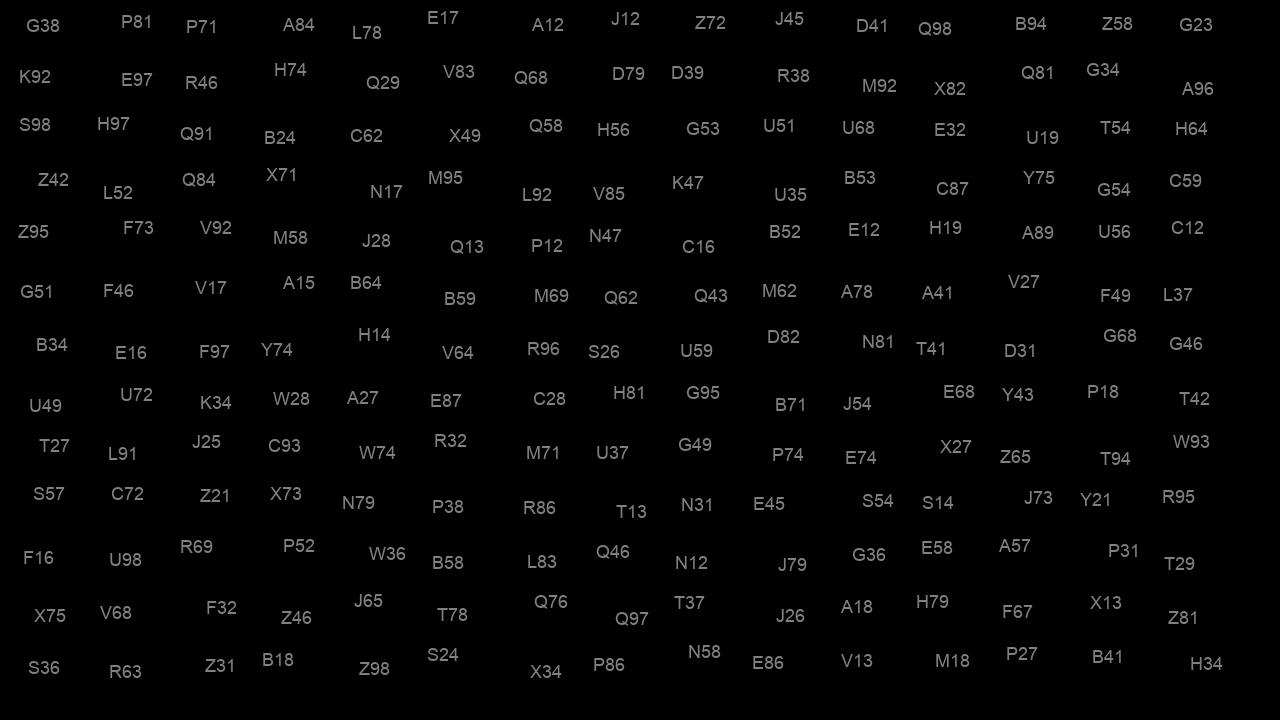 G38 P81 P71 A84 L78 E17 A12 J12 Z72 J45 D41 Q98 B94 Z58 G23
K92 E97 R46 H74 Q29 V83 Q68 D79 D39 R38 M92 X82 Q81 G34 A96
S98 H97 Q91 B24 C62 X49 Q58 H56 G53 U51 U68 E32 U19 T54 H64
Z42 L52 Q84 X71 N17 M95 L92 V85 K47 U35 B53 C87 Y75 G54 C59
Z95 F73 V92 M58 J28 Q13 P12 N47 C16 B52 E12 H19 A89 U56 C12
G51 F46 V17 A15 B64 B59 M69 Q62 Q43 M62 A78 A41 V27 F49 L37
B34 E16 F97 Y74 H14 V64 R96 S26 U59 D82 N81 T41 D31 G68 G46
U49 U72 K34 W28 A27 E87 C28 H81 G95 B71 J54 E68 Y43 P18 T42
T27 L91 J25 C93 W74 R32 M71 U37 G49 P74 E74 X27 Z65 T94 W93
S57 C72 Z21 X73 N79 P38 R86 T13 N31 E45 S54 S14 J73 Y21 R95
F16 U98 R69 P52 W36 B58 L83 Q46 N12 J79 G36 E58 A57 P31 T29
X75 V68 F32 Z46 J65 T78 Q76 Q97 T37 J26 A18 H79 F67 X13 Z81
S36 R63 Z31 B18 Z98 S24 X34 P86 N58 E86 V13 M18 P27 B41 H34